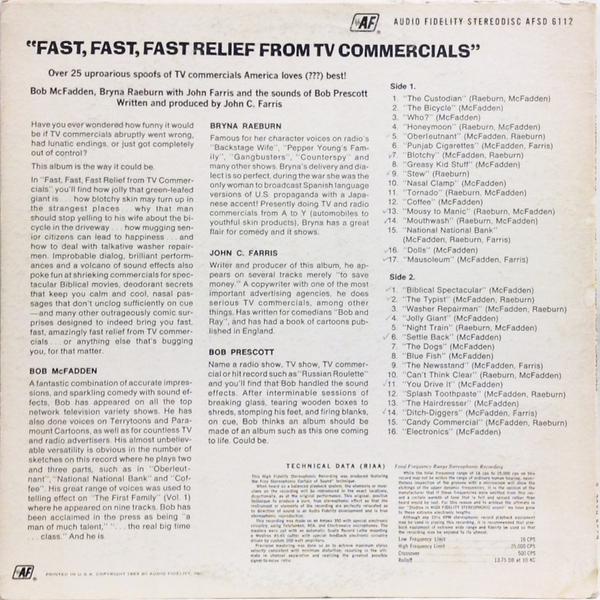 AF AUDIO FIDELITY STEREODISC AFSD 6112
"FAST, FAST, FAST RELIEF FROM TV COMMERCIALS"
Over 25 uproarious spoofs of TV commercials America loves (???) best!
Bob McFadden, Bryna Raeburn with John Farris and the sounds of Bob Prescott
Written and produced by John C. Farris
Have you ever wondered how funny it would
be if TV commercials abruptly went wrong,
had lunatic endings, or just got completely
out of control?
This album is the way it could be.
In "Fast, Fast, Fast Relief from TV Commer-
cials" you'll find how jolly that green-leafed
giant is . . . how blotchy skin may turn up in
the strangest places . . . why that man
should stop yelling to his wife about the bi-
cycle in the driveway . . . how mugging sen-
ior citizens can lead to happiness . . . and
how to deal with talkative washer repair-
men. Improbable dialog, brilliant perform-
ances and a volcano of sound effects also
poke fun at shrieking commercials for spec-
tacular Biblical movies, deodorant secrets
that keep you calm and cool, nasal pas-
sages that don't unclog sufficiently on cue
—and many other outrageously comic sur-
prises designed to indeed bring you fast,
fast, amazingly fast relief from TV commer-
cials . . . or anything else that's bugging
you, for that matter.
BOB McFADDEN
A fantastic combination of accurate impres-
sions, and sparkling comedy with sound ef-
fects, Bob has appeared on all the top
network television variety shows. He has
also done voices on Terrytoons and Para-
mount Cartoons, as well as for countless TV
and radio advertisers. His almost unbeliev-
able versatility is obvious in the number of
sketches on this record where he plays two
and three parts, such as in "Oberleut-
nant", "National National Bank" and "Cof-
fee". His great range of voices was used to
telling effect on "The First Family" (Vol. 1)
where he appeared on nine tracks. Bob has
been acclaimed in the press as being "a
man of much talent," ". . . the real big time
. . . class." And he is.
BRYNA RAEBURN
Famous for her character voices on radio's
"Backstage Wife", "Pepper Young's Fam-
ily", "Gangbusters", "Counterspy" and
many other shows. Bryna's delivery and dia-
lect is so perfect, during the war she was the
only woman to broadcast Spanish language
versions of U.S. propaganda with a Japa-
nese accent! Presently doing TV and radio
commercials from A to Y (automobiles to
youthful skin products), Bryna has a great
flair for comedy and it shows.
JOHN C. FARRIS
Writer and producer of this album, he ap-
pears on several tracks merely "to save
money." A copywriter with one of the most
important advertising agencies, he does
serious TV commercials, among other
things. Has written for comedians "Bob and
Ray", and has had a book of cartoons pub-
lished in England.
BOB PRESCOTT
Name a radio show, TV show, TV commer-
cial or hit record such as "Russian Roulette"
and you'll find that Bob handled the sound
effects. After interminable sessions of
breaking glass, tearing wooden boxes to
shreds, stomping his feet, and firing blanks,
on cue, Bob thinks an album should be
made of an album such as this one coming
to life. Could be.
Side 1.
1. "The Custodian" (Raeburn, McFadden)
2. "The Bicycle" (McFadden)
3. "Who?" (McFadden)
4. "Honeymoon" (Raeburn, McFadden)
5. "Oberleutnant" (McFadden, Raeburn)
6. "Punjab Cigarettes" (McFadden, Farris)
7. "Blotchy" (McFadden, Raeburn)
8. "Greasy Kid Stuff" (McFadden)
9. "Stew" (Raeburn)
10. "Nasal Clamp" (McFadden)
11. "Tornado" (Raeburn, McFadden)
12. "Coffee" (McFadden)
13. "Mousy to Manic" (Raeburn, McFadden)
14. "Mouthwash" (McFadden, Raeburn)
15. "National National Bank"
(McFadden, Raeburn, Farris)
16. "Dolls" (McFadden)
17. "Mausoleum" (McFadden, Farris)
Side 2.
1. "Biblical Spectacular" (McFadden)
2. "The Typist" (McFadden, Raeburn)
3. "Washer Repairman" (McFadden, Raeburn)
4. "Jolly Giant" (McFadden, Farris)
5. "Night Train" (Raeburn, McFadden)
6. "Settle Back" (McFadden, Farris)
7. "The Dogs" (McFadden)
8. "Blue Fish" (McFadden)
9. "The Newsstand" (McFadden, Farris)
10. "Can't Think Clear" (Raeburn, McFadden)
11. "You Drive It" (McFadden, Farris)
12. "Splash Toothpaste" (McFadden, Raeburn)
13. "The Hairdresser" (McFadden)
14. "Ditch-Diggers" (McFadden, Farris)
15. "Candy Commercial" (Raeburn, McFadden)
16. "Electronics" (McFadden)
TECHNICAL DATA (RIAA)
Total Frequency Range Stereophonic Recording
Low Frequency Limit 16 CPS
High Frequency Limit 25,000 CPS
Crossover 500 CPS
Rolloff 13.75 DB at 10 KC
AF PRINTED IN U.S.A. COPYRIGHT BY AUDIO FIDELITY, INC.